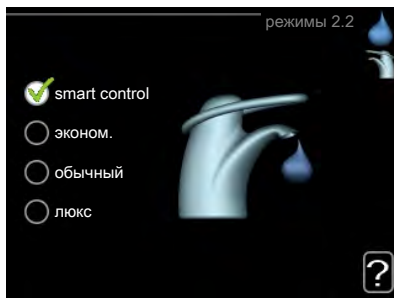 режимы 2.2
smart control
эконом.
обычный
люкс
?